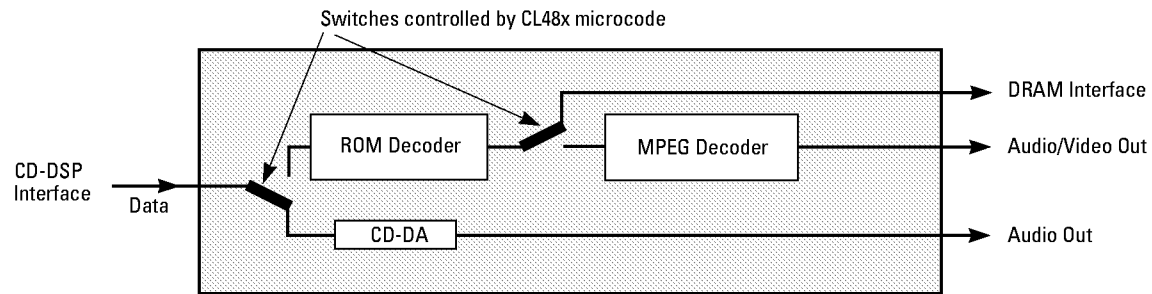 Switches controlled by CL48x microcode
DRAM Interface
ROM Decoder
MPEG Decoder
Audio/Video Out
CD-DSP
Interface
Data
CD-DA
Audio Out